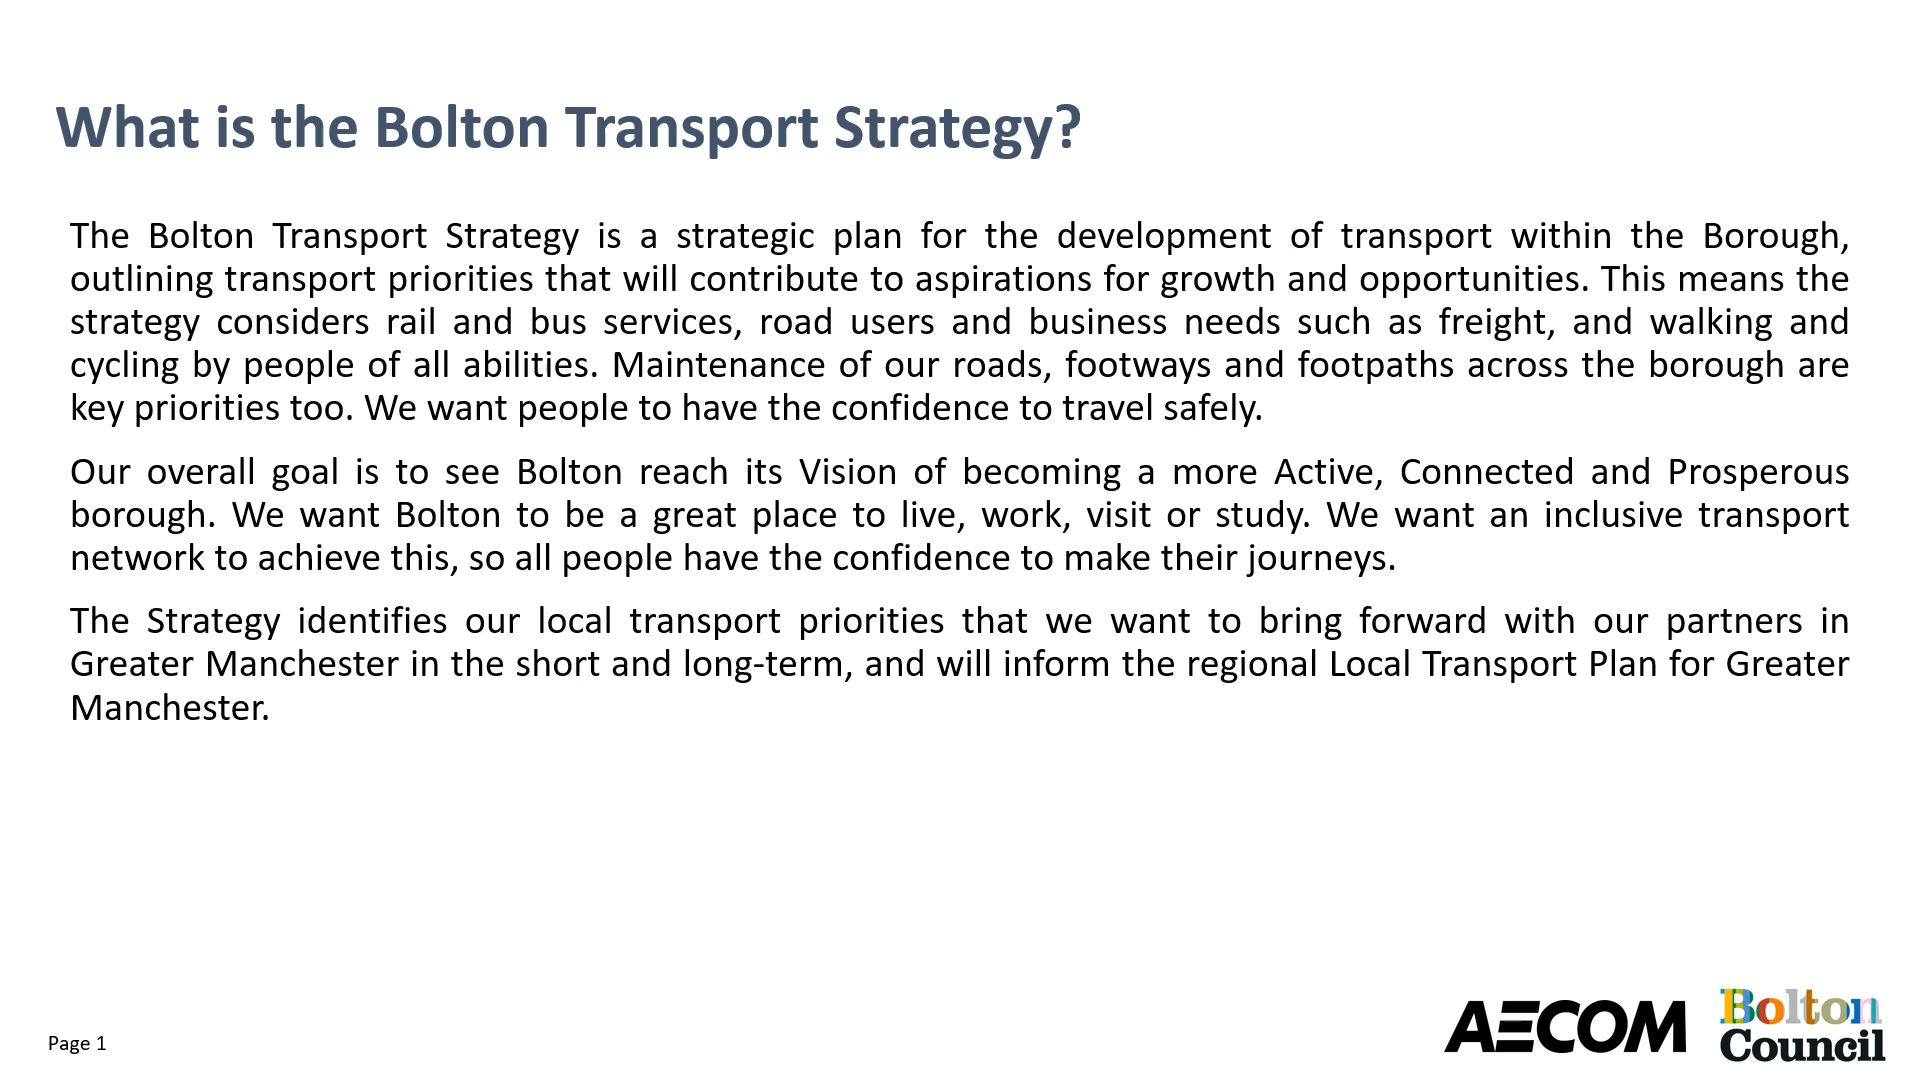 What is the Bolton Transport Strategy?
The Bolton Transport Strategy is a strategic plan for the development of transport within the Borough,
outlining transport priorities that will contribute to aspirations for growth and opportunities. This means the
strategy considers rail and bus services, road users and business needs such as freight, and walking and
cycling by people of all abilities. Maintenance of our roads, footways and footpaths across the borough are
key priorities too. We want people to have the confidence to travel safely.
Our overall goal is to see Bolton reach its Vision of becoming a more Active, Connected and Prosperous
borough. We want Bolton to be a great place to live, work, visit or study. We want an inclusive transport
network to achieve this, so all people have the confidence to make their journeys.
The Strategy identifies our local transport priorities that we want to bring forward with our partners in
Greater Manchester in the short and long-term, and will inform the regional Local Transport Plan for Greater
Manchester.
Page 1
AECOM
Bolton
Council